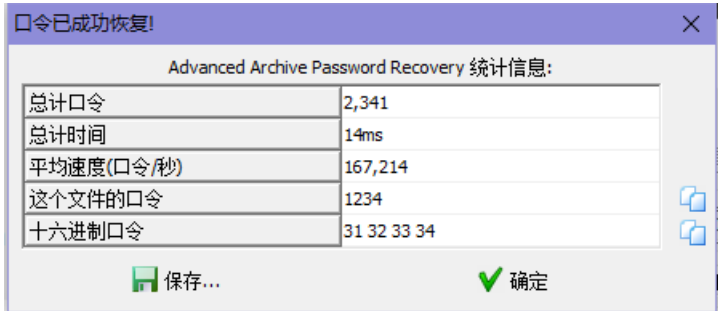 口令已成功恢复!
Advanced Archive Password Recovery 统计信息:
总计口令 2,341
总计时间 14ms
平均速度(口令/秒) 167,214
这个文件的口令 1234
十六进制口令 31 32 33 34
保存... 确定